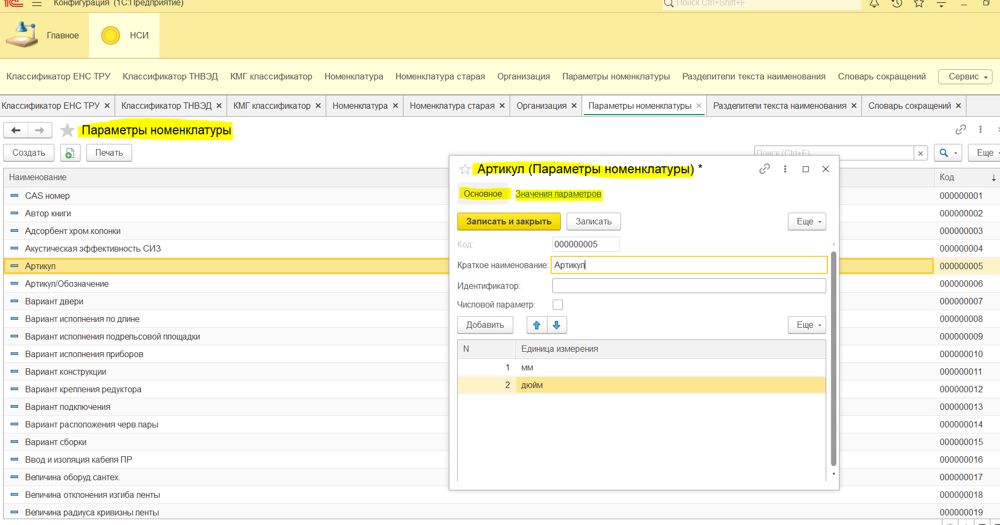 Конфигурация (1С:Предприятие)
Поиск Ctrl+Shift+F
Главное
НСИ
Классификатор ЕНС ТРУ Классификатор ТНВЭД КМГ классификатор Номенклатура Номенклатура старая Организация Параметры номенклатуры Разделители текста наименования Словарь сокращений Сервис
Классификатор ЕНС ТРУ × Классификатор ТНВЭД × КМГ классификатор × Номенклатура × Номенклатура старая × Организация × Параметры номенклатуры × Разделители текста наименования × Словарь сокращений ×
Параметры номенклатуры
Создать Печать Поиск (Ctrl+F) × Еще
Наименование Код
CAS номер 000000001
Автор книги 000000002
Адсорбент хром.колонки 000000003
Акустическая эффективность СИЗ 000000004
Артикул 000000005
Артикул/Обозначение 000000006
Вариант двери 000000007
Вариант исполнения по длине 000000008
Вариант исполнения подрельсовой площадки 000000009
Вариант исполнения приборов 000000010
Вариант конструкции 000000011
Вариант крепления редуктора 000000012
Вариант подключения 000000013
Вариант расположения черв.пары 000000014
Вариант сборки 000000015
Ввод и изоляция кабеля ПР 000000016
Величина оборуд.сантех. 000000017
Величина отклонения изгиба ленты 000000018
Величина радиуса кривизны ленты 000000019
Артикул (Параметры номенклатуры) *
Основное Значения параметров
Записать и закрыть Записать Еще
Код: 000000005
Краткое наименование: Артикул
Идентификатор:
Числовой параметр:
Добавить Еще
N Единица измерения
1 мм
2 дюйм